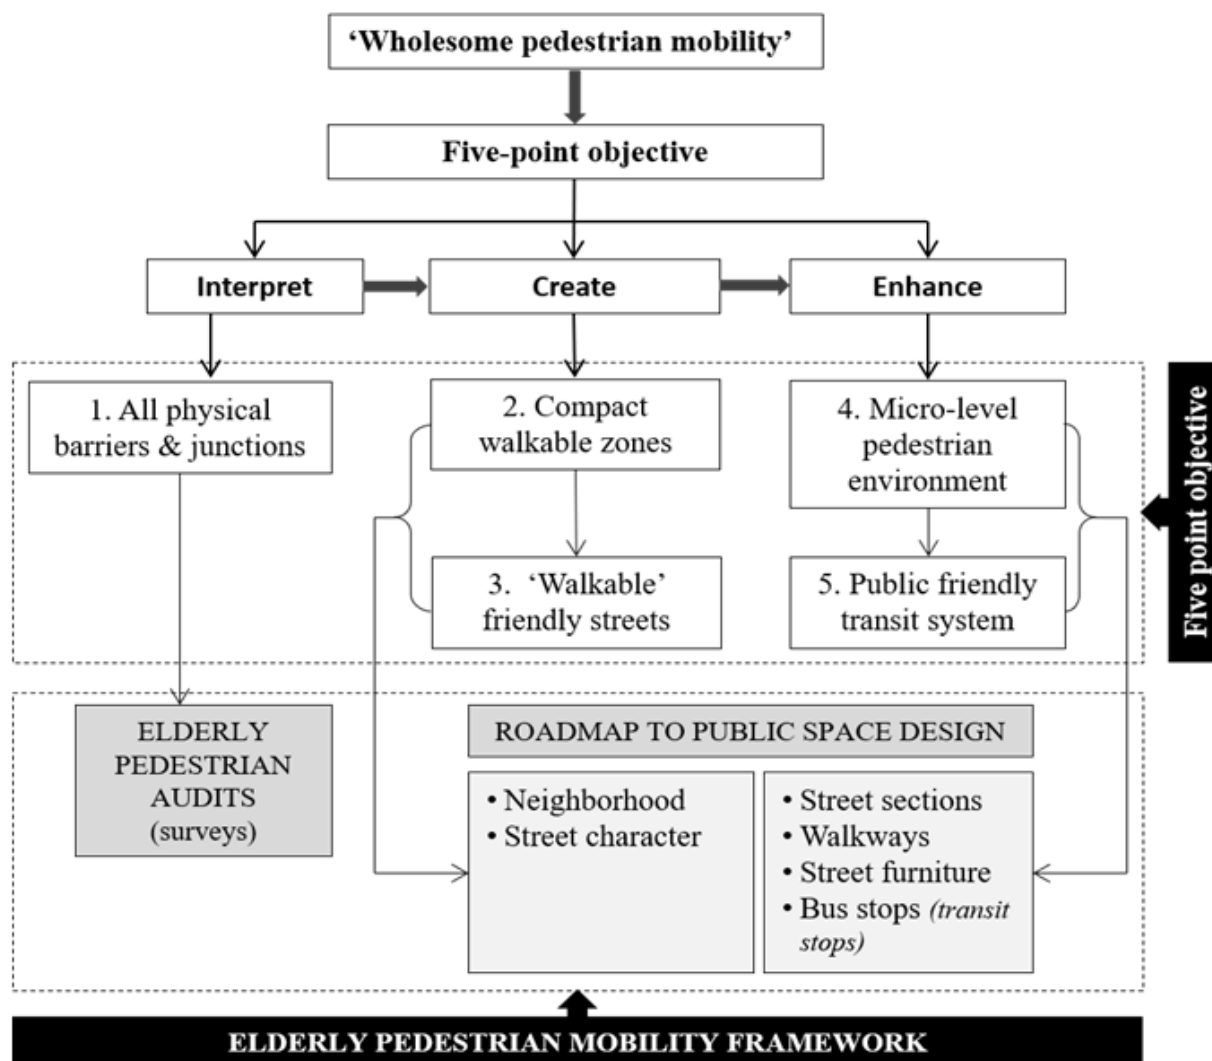 ‘Wholesome pedestrian mobility’
Five-point objective
Interpret
Create
Enhance
1. All physical
barriers & junctions
2. Compact
walkable zones
4. Micro-level
pedestrian
environment
3. ‘Walkable’
friendly streets
5. Public friendly
transit system
Five point objective
ELDERLY
PEDESTRIAN
AUDITS
(surveys)
ROADMAP TO PUBLIC SPACE DESIGN
• Neighborhood
• Street character
• Street sections
• Walkways
• Street furniture
• Bus stops (transit
stops)
ELDERLY PEDESTRIAN MOBILITY FRAMEWORK